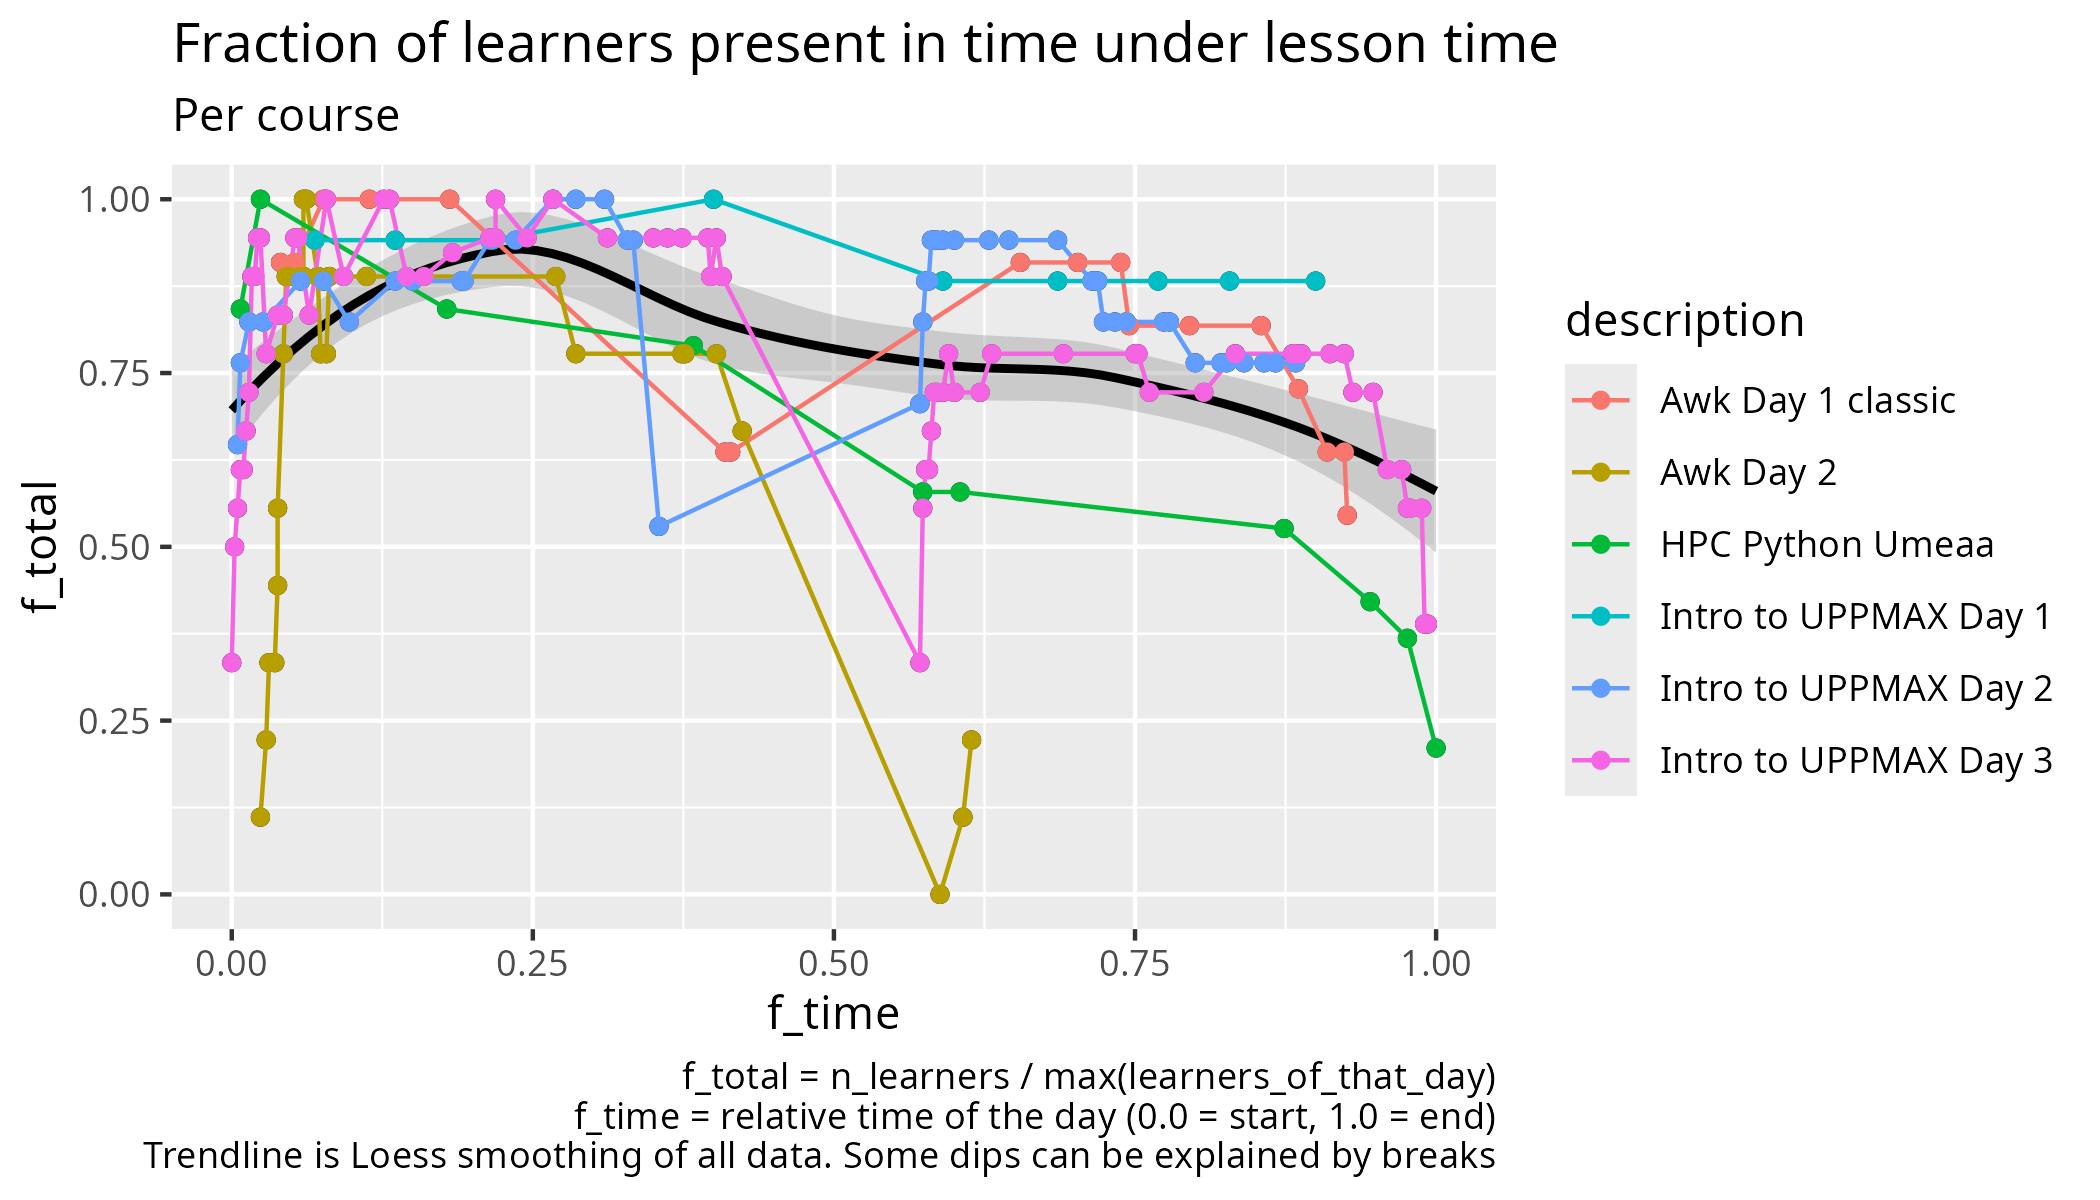 Fraction of learners present in time under lesson time
Per course
1.00
0.75
0.50
0.25
0.00
f_total
0.00 0.25 0.50 0.75 1.00
f_time
description
Awk Day 1 classic
Awk Day 2
HPC Python Umeaa
Intro to UPPMAX Day 1
Intro to UPPMAX Day 2
Intro to UPPMAX Day 3
f_total = n_learners / max(learners_of_that_day)
f_time = relative time of the day (0.0 = start, 1.0 = end)
Trendline is Loess smoothing of all data. Some dips can be explained by breaks